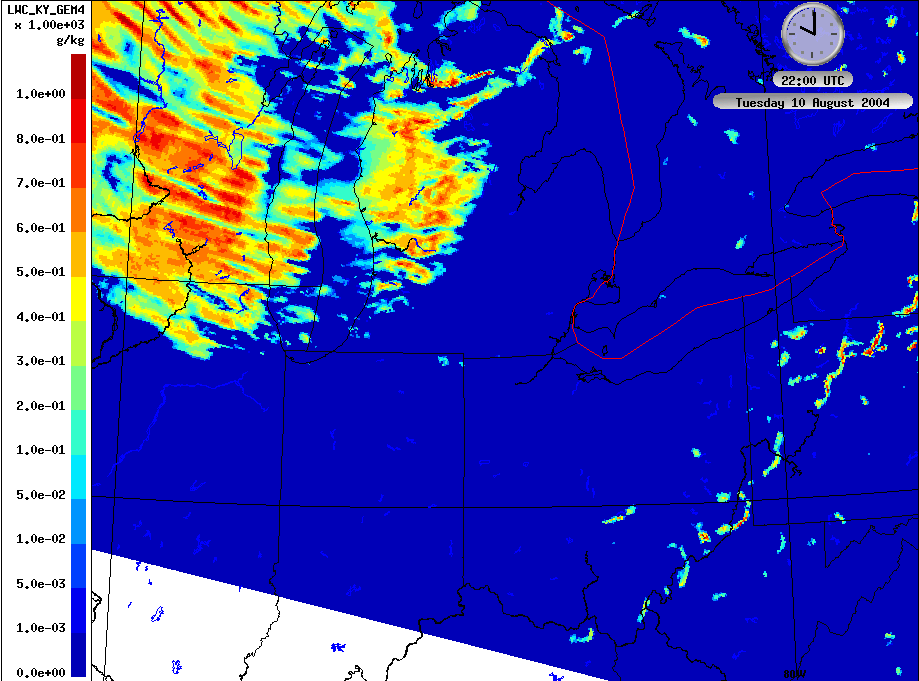 LWC_KY_GEM4
x 1.00e+03
g/kg
1.0e+00
8.0e-01
7.0e-01
6.0e-01
5.0e-01
4.0e-01
3.0e-01
2.0e-01
1.0e-01
5.0e-02
1.0e-02
5.0e-03
1.0e-03
0.0e+00
22:00 UTC
Tuesday 10 August 2004